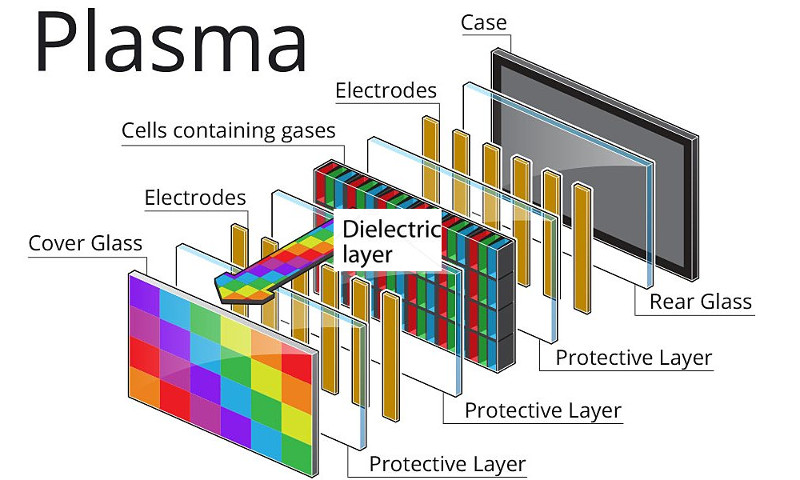 Plasma
Case
Electrodes
Cells containing gases
Electrodes
Dielectric
layer
Cover Glass
Rear Glass
Protective Layer
Protective Layer
Protective Layer